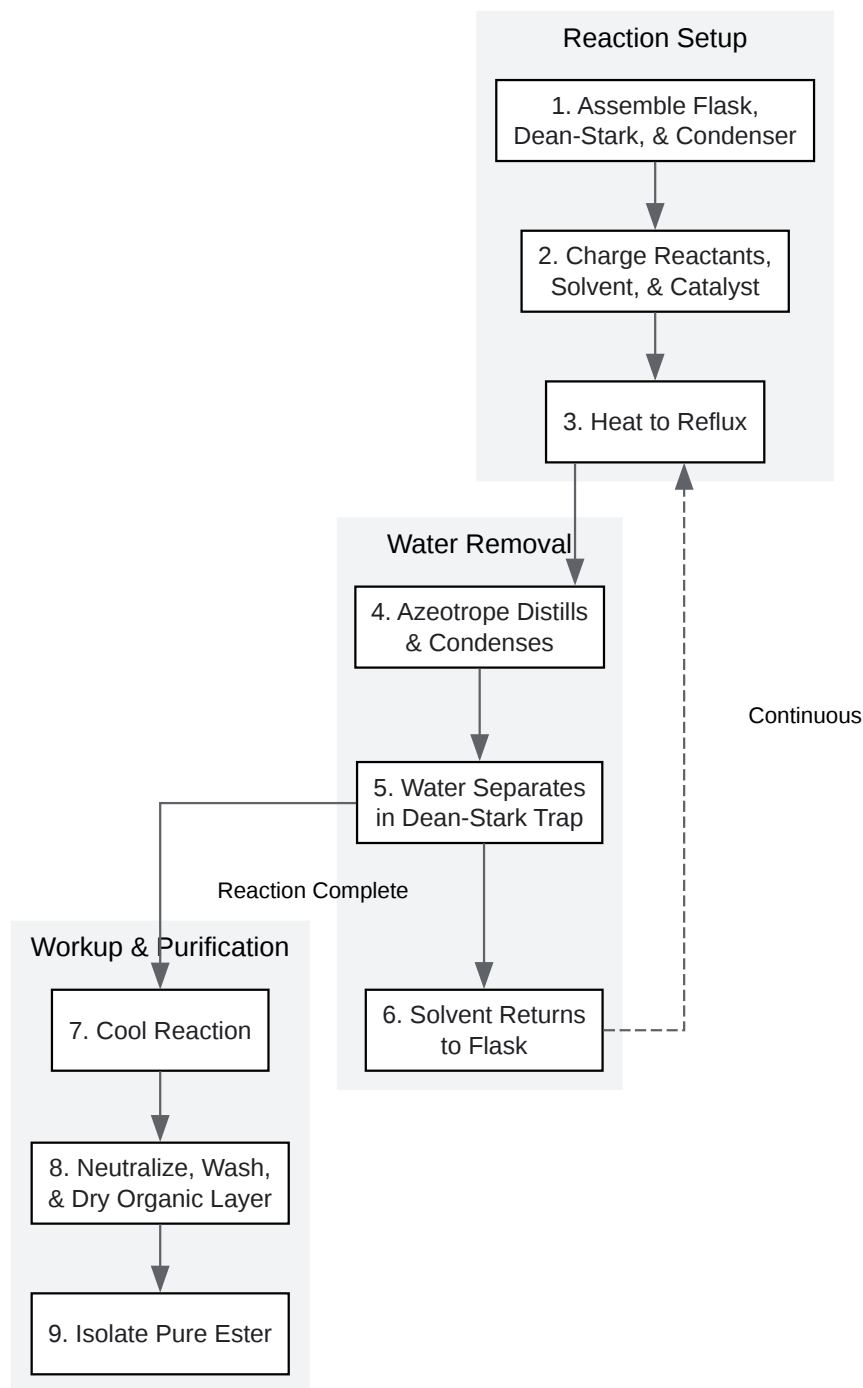 Reaction Setup
1. Assemble Flask,
Dean-Stark, & Condenser
2. Charge Reactants,
Solvent, & Catalyst
3. Heat to Reflux
Water Removal
4. Azeotrope Distills
& Condenses
Continuous
5. Water Separates
in Dean-Stark Trap
Reaction Complete
6. Solvent Returns
to Flask
Workup & Purification
7. Cool Reaction
8. Neutralize, Wash,
& Dry Organic Layer
9. Isolate Pure Ester